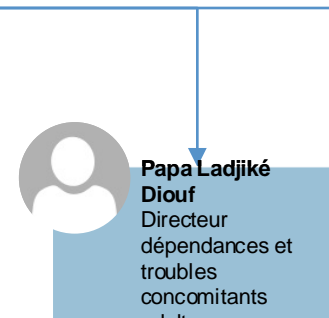 Papa Ladjiké
Diouf
Directeur
dépendances et
troubles
concomitants